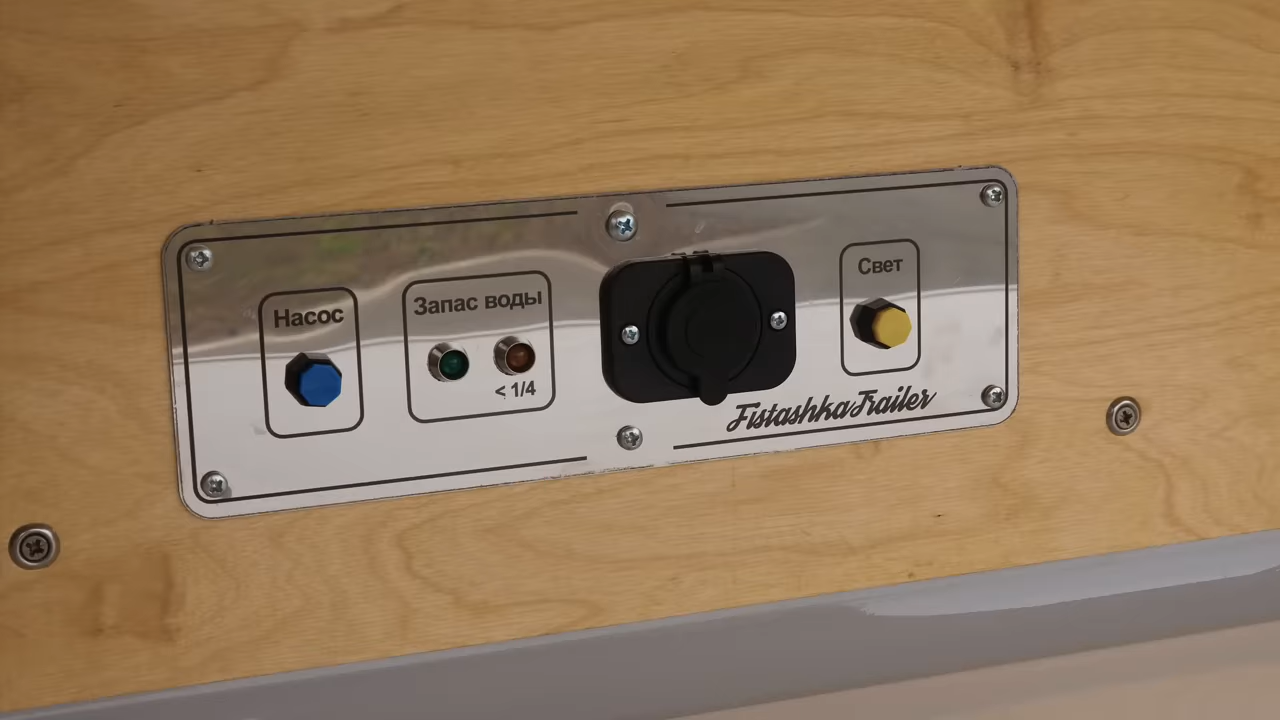 Насос
Запас воды
< 1/4
Свет
FistashkaTrailer